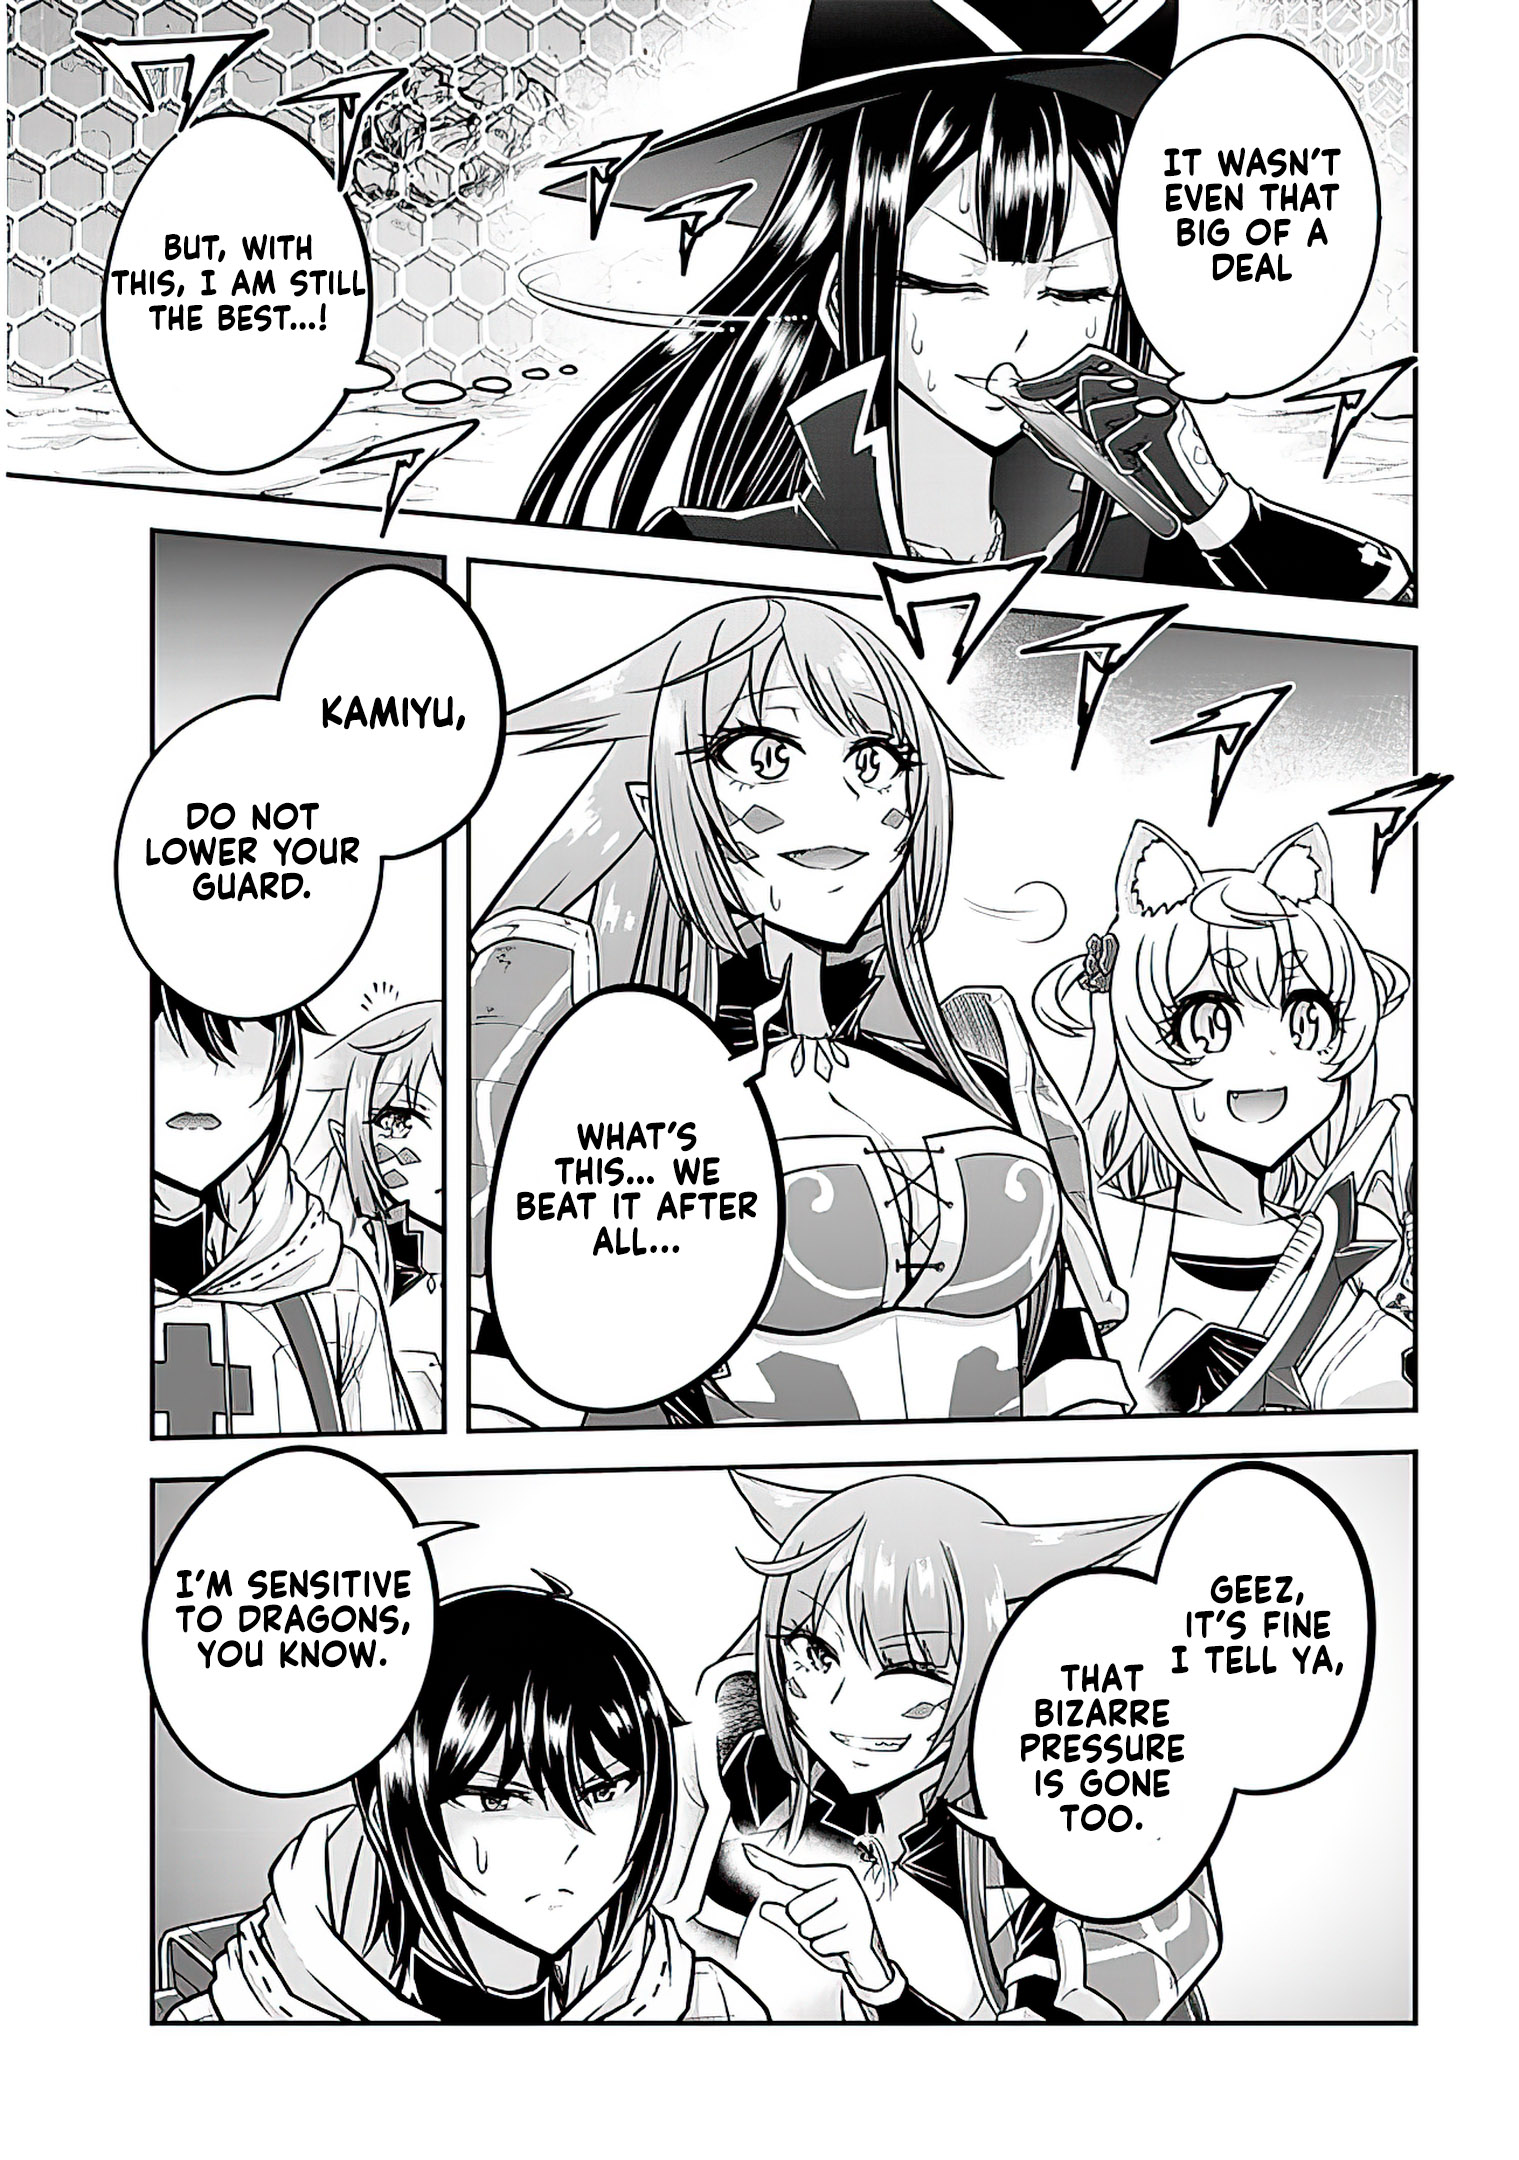 IT WASN'T
EVEN THAT
BIG OF A
DEAL
BUT, WITH
THIS, I AM STILL
THE BEST...!
WHAT'S
THIS... WE
BEAT IT AFTER
ALL...
KAMIYU,
DO NOT
LOWER YOUR
GUARD.
GEEZ,
IT'S FINE
I TELL YA,
THAT
BIZARRE
PRESSURE
IS GONE
TOO.
I'M SENSITIVE
TO DRAGONS,
YOU KNOW.